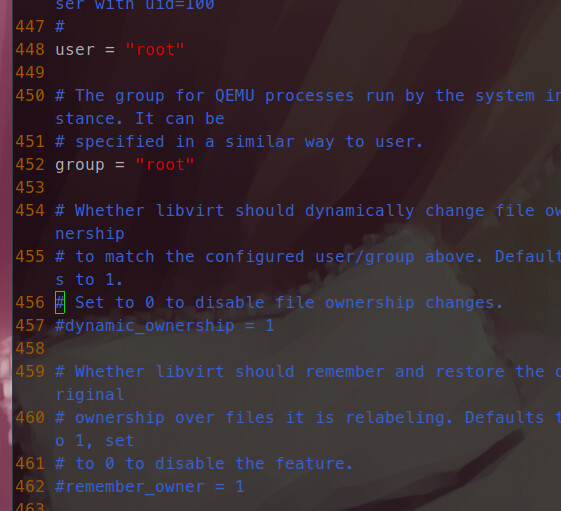 ser with uid=100
447 #
448 user = "root"
449
450 # The group for QEMU processes run by the system in
stance. It can be
451 # specified in a similar way to user.
452 group = "root"
453
454 # Whether libvirt should dynamically change file ow
nership
455 # to match the configured user/group above. Default
s to 1.
456 # Set to 0 to disable file ownership changes.
457 #dynamic_ownership = 1
458
459 # Whether libvirt should remember and restore the o
riginal
460 # ownership over files it is relabeling. Defaults t
o 1, set
461 # to 0 to disable the feature.
462 #remember_owner = 1
463